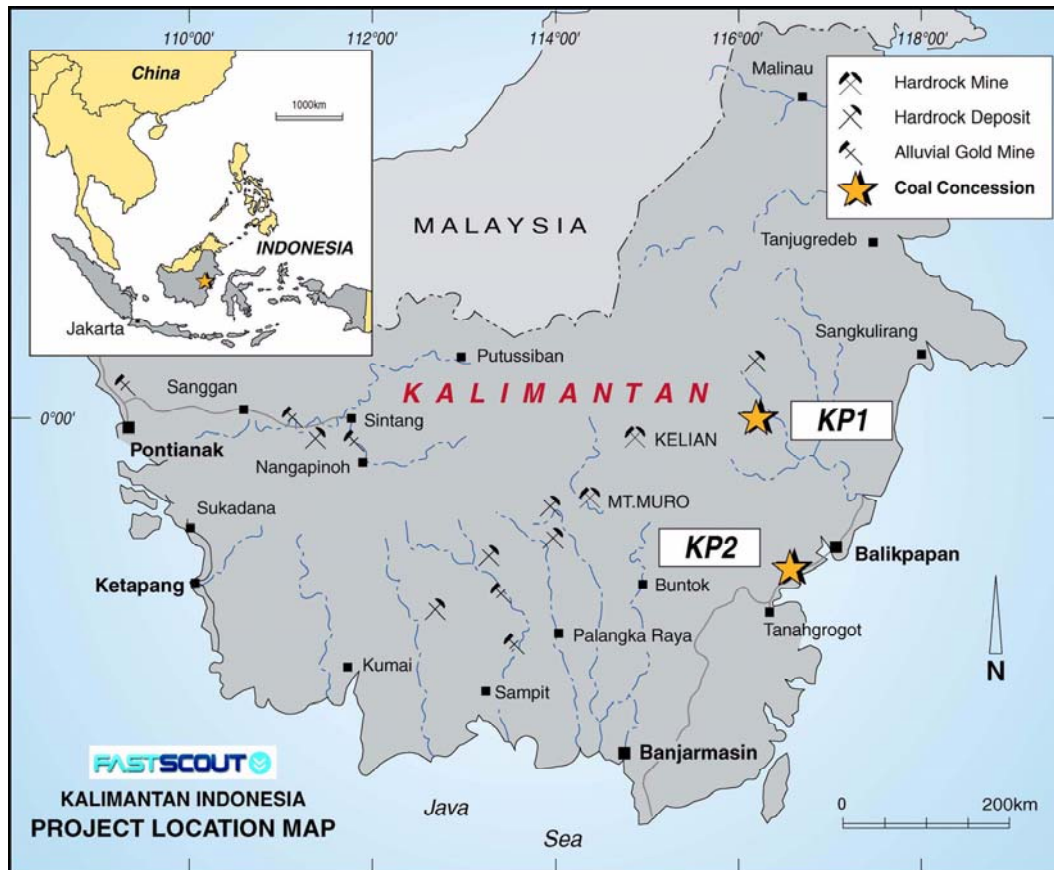 110°00'
112°00'
114°00'
116°00'
118°00'
China
1000km
INDONESIA
Jakarta
Malinau
Hardrock Mine
Hardrock Deposit
Alluvial Gold Mine
Coal Concession
MALAYSIA
Tanjugredeb
Sangkulirang
Putussiban
Sanggan
KALIMANTAN
0°00'
Sintang
KP1
Pontianak
KELIAN
Nangapinoh
MT.MURO
Sukadana
KP2
Balikpapan
Ketapang
Buntok
Tanahgrogot
Palangka Raya
N
Kumai
Sampit
Banjarmasin
FASTSCOUT
KALIMANTAN INDONESIA
PROJECT LOCATION MAP
Java
Sea
0
200km